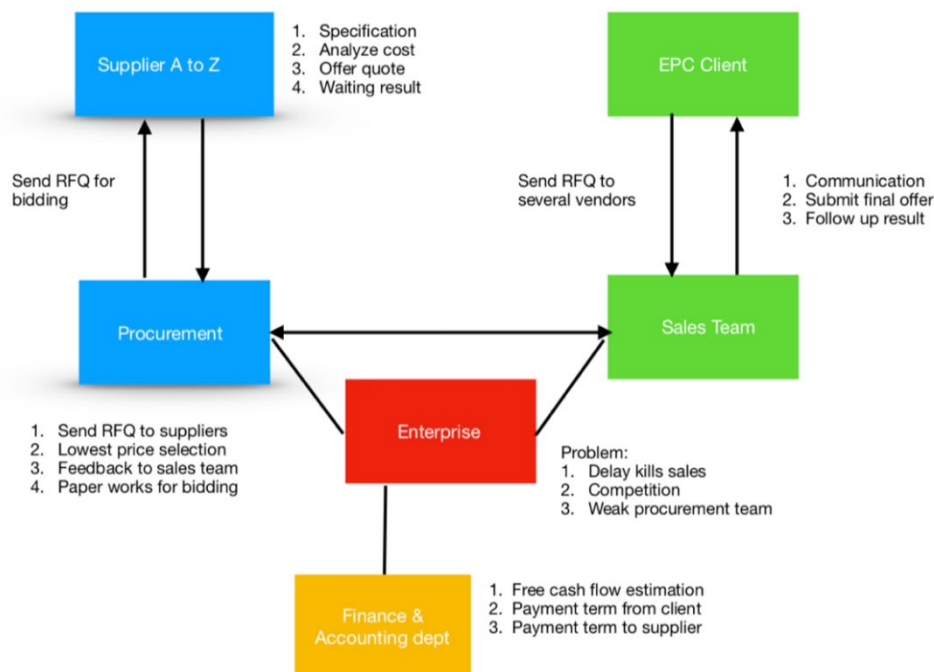 Supplier A to Z
1. Specification
2. Analyze cost
3. Offer quote
4. Waiting result
EPC Client
Send RFQ for
bidding
Send RFQ to
several vendors
1. Communication
2. Submit final offer
3. Follow up result
Procurement
Sales Team
1. Send RFQ to suppliers
2. Lowest price selection
3. Feedback to sales team
4. Paper works for bidding
Enterprise
Problem:
1. Delay kills sales
2. Competition
3. Weak procurement team
Finance &
Accounting dept
1. Free cash flow estimation
2. Payment term from client
3. Payment term to supplier